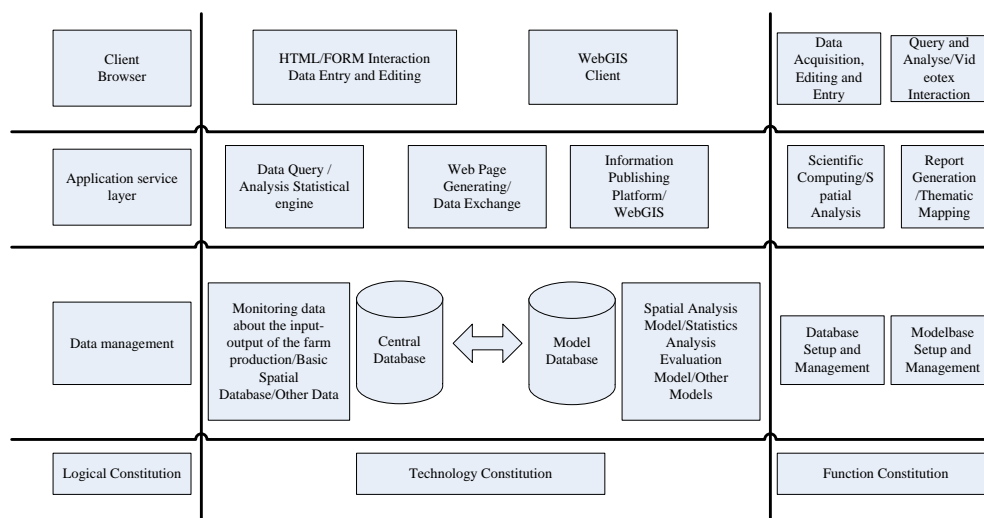 Client
Browser
HTML/FORM Interaction
Data Entry and Editing
WebGIS
Client
Data
Acquisition,
Editing and
Entry
Query and
Analyse/Vid
eotex
Interaction
Application service
layer
Data Query /
Analysis Statistical
engine
Web Page
Generating/
Data Exchange
Information
Publishing
Platform/
WebGIS
Scientific
Computing/S
patial
Analysis
Report
Generation
/Thematic
Mapping
Data management
Monitoring data
about the input-
output of the farm
production/Basic
Spatial
Database/Other Data
Central
Database
Model
Database
Spatial Analysis
Model/Statistics
Analysis
Evaluation
Model/Other
Models
Database
Setup and
Management
Modelbase
Setup and
Management
Logical Constitution
Technology Constitution
Function Constitution